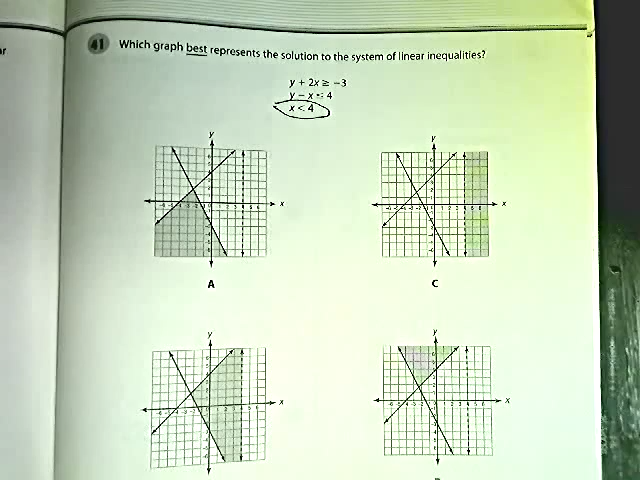 41 Which graph best represents the solution to the system of linear inequalities?
y + 2x ≥ −3
y − x ≤ 4
x < 4
y
y
x
x
A
C
y
y
x
x